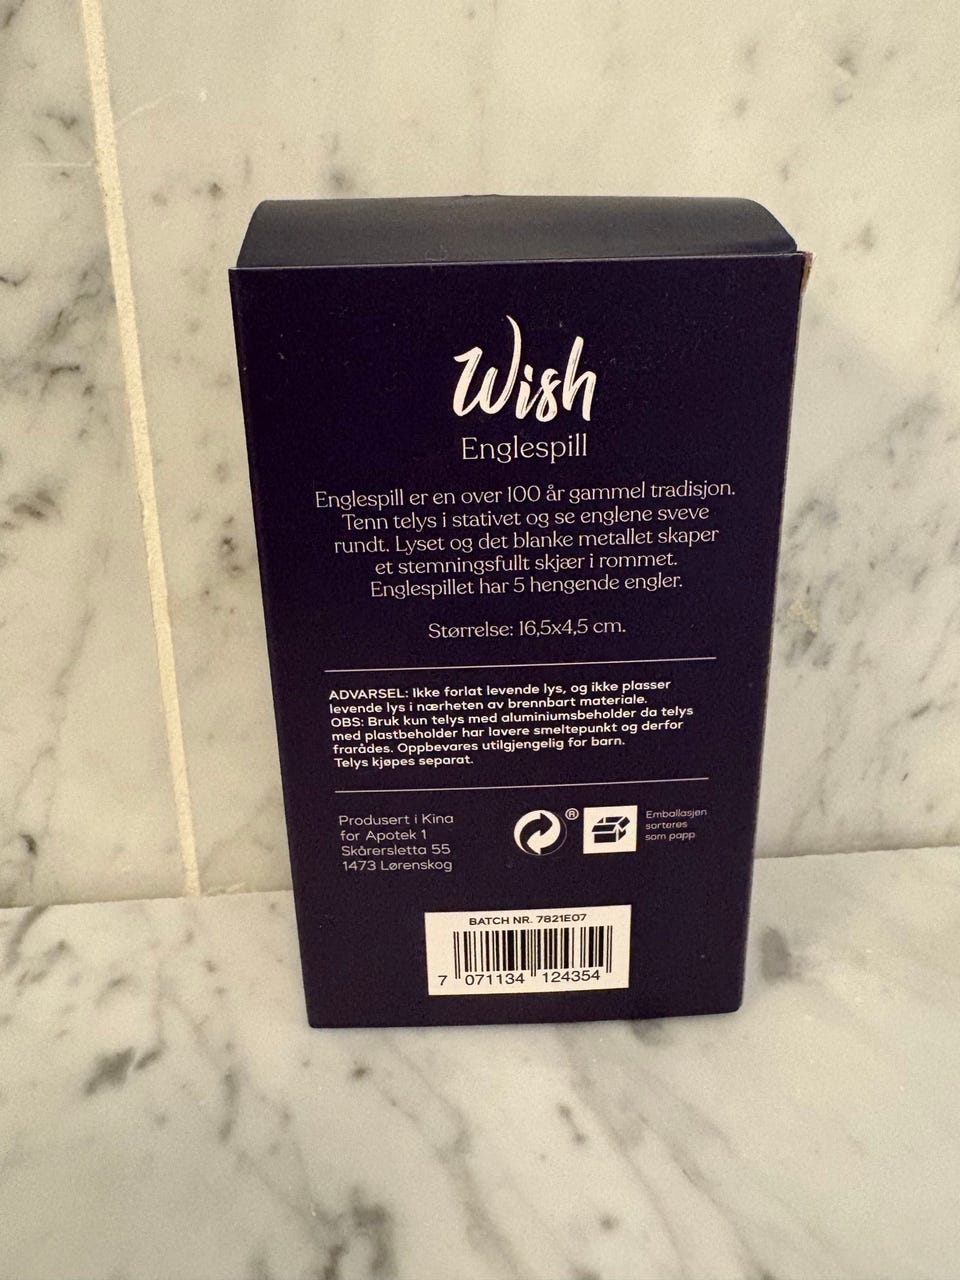 Wish
Englespill
Englespill er en over 100 år gammel tradisjon.
Tenn telys i stativet og se englene sveve
rundt. Lyset og det blanke metallet skaper
et stemningsfullt skjær i rommet.
Englespillet har 5 hengende engler.
Størrelse: 16,5x4,5 cm.
ADVARSEL: Ikke forlat levende lys, og ikke plasser
levende lys i nærheten av brennbart materiale.
OBS: Bruk kun telys med aluminiumsbeholder da telys
med plastbeholder har lavere smeltepunkt og derfor
frarådes. Oppbevares utilgjengelig for barn.
Telys kjøpes separat.
Produsert i Kina
for Apotek 1
Skårersletta 55
1473 Lørenskog
®
Emballasjen
sorteres
som papp
BATCH NR. 7821E07
7 071134 124354